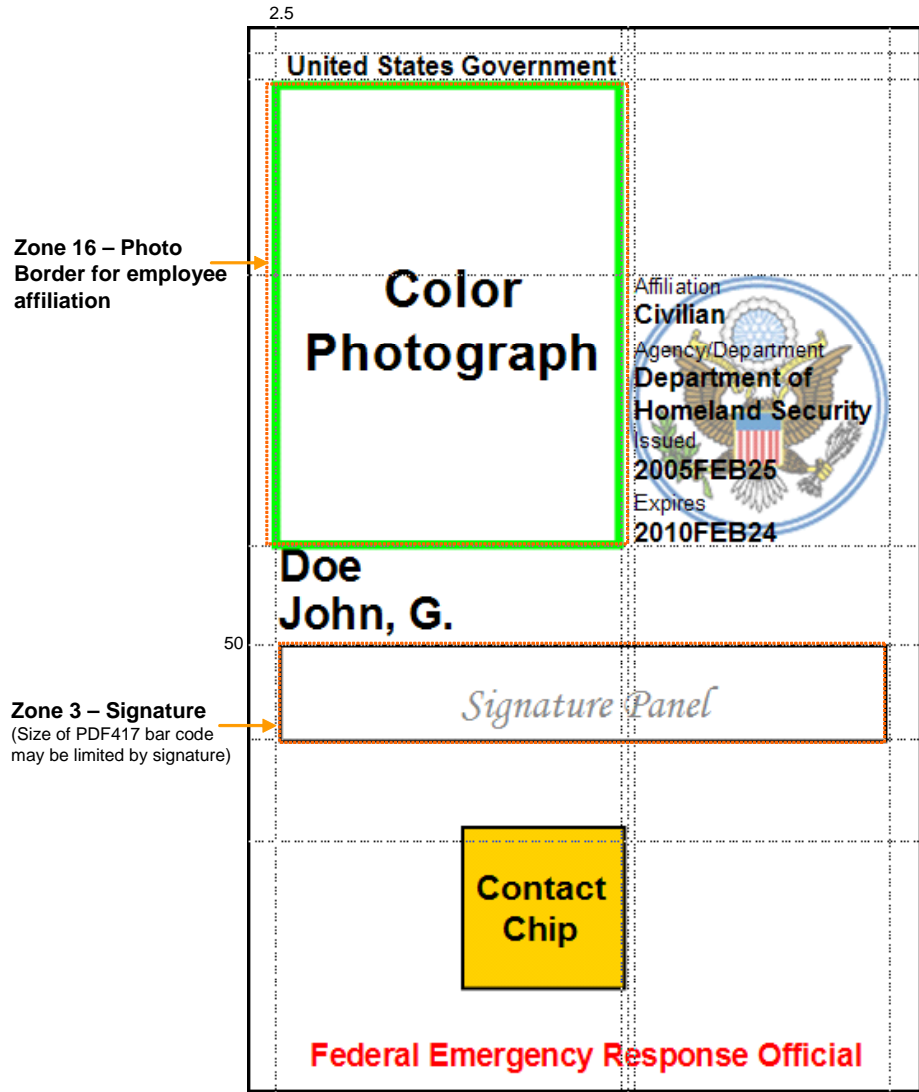 2.5
United States Government
Zone 16 – Photo
Border for employee
affiliation
Color
Photograph
Affiliation
Civilian
Agency/Department
Department of
Homeland Security
Issued
2005FEB25
Expires
2010FEB24
Doe
John, G.
50
Zone 3 – Signature
(Size of PDF417 bar code
may be limited by signature)
Signature Panel
Contact
Chip
Federal Emergency Response Official